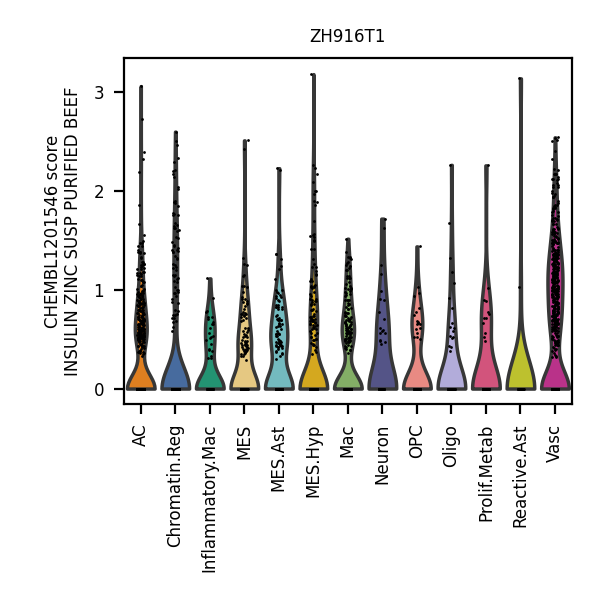 ZH916T1
CHEMBL1201546 score
INSULIN ZINC SUSP PURIFIED BEEF
3
2
1
0
AC
Chromatin.Reg
Inflammatory.Mac
MES
MES.Ast
MES.Hyp
Mac
Neuron
OPC
Oligo
Prolif.Metab
Reactive.Ast
Vasc